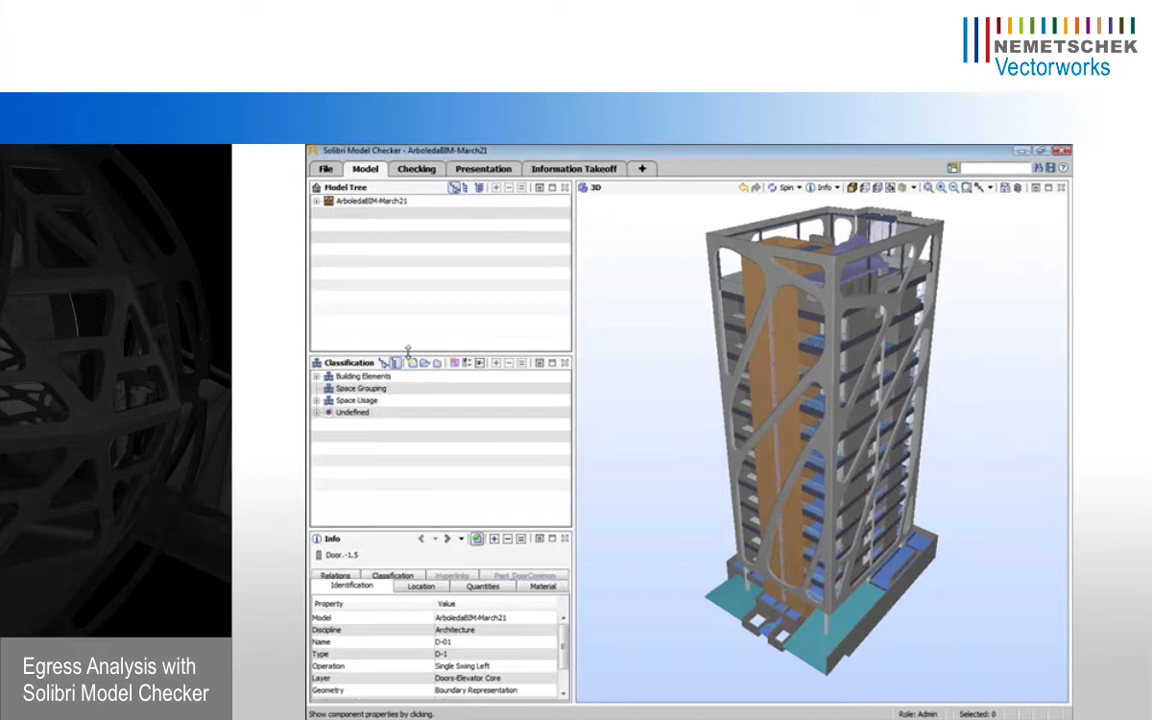 NEMETSCHEK
Vectorworks
Solibri Model Checker - ArboledaBIM-March21
File Model Checking Presentation Information Takeoff +
Model Tree
ArboledaBIM-March21
3D Spin Info
Classification
Building Elements
Space Grouping
Space Usage
Undefined
Info
Door.-1.5
Relations Classification Hyperlinks Pset_DoorCommon
Identification Location Quantities Material
Property Value
Model ArboledaBIM-March21
Discipline Architecture
Name D-01
Type D-1
Operation Single Swing Left
Layer Doors-Elevator Core
Geometry Boundary Representation
Show component properties by clicking. Role: Admin Selected: 0
Egress Analysis with
Solibri Model Checker